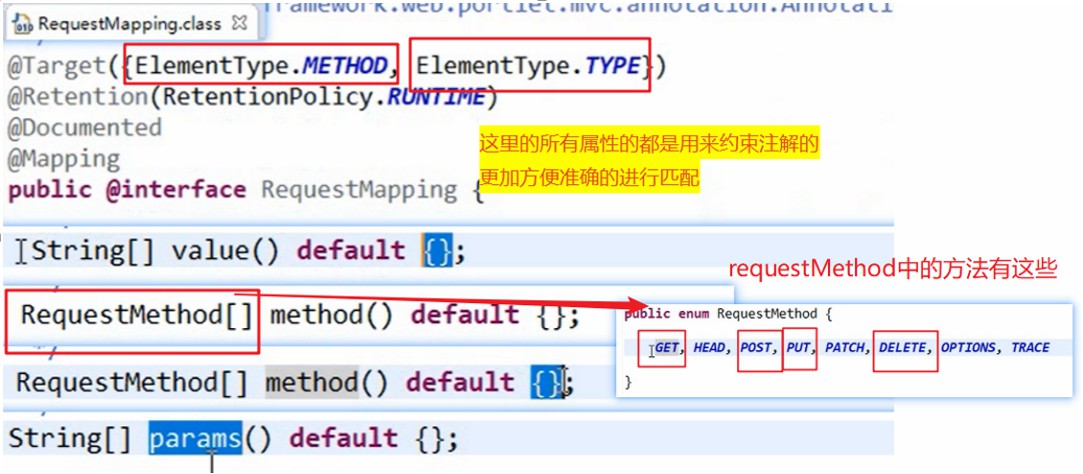 RequestMapping.class
framework.web.portlet.mvc.annotation.Annotati
@Target({ElementType.METHOD, ElementType.TYPE})
@Retention(RetentionPolicy.RUNTIME)
@Documented
@Mapping
public @interface RequestMapping {
这里的所有属性的都是用来约束注解的
更加方便准确的进行匹配
String[] value() default {};
requestMethod中的方法有这些
RequestMethod[] method() default {};
public enum RequestMethod {
GET, HEAD, POST, PUT, PATCH, DELETE, OPTIONS, TRACE
}
RequestMethod[] method() default {};
String[] params() default {};